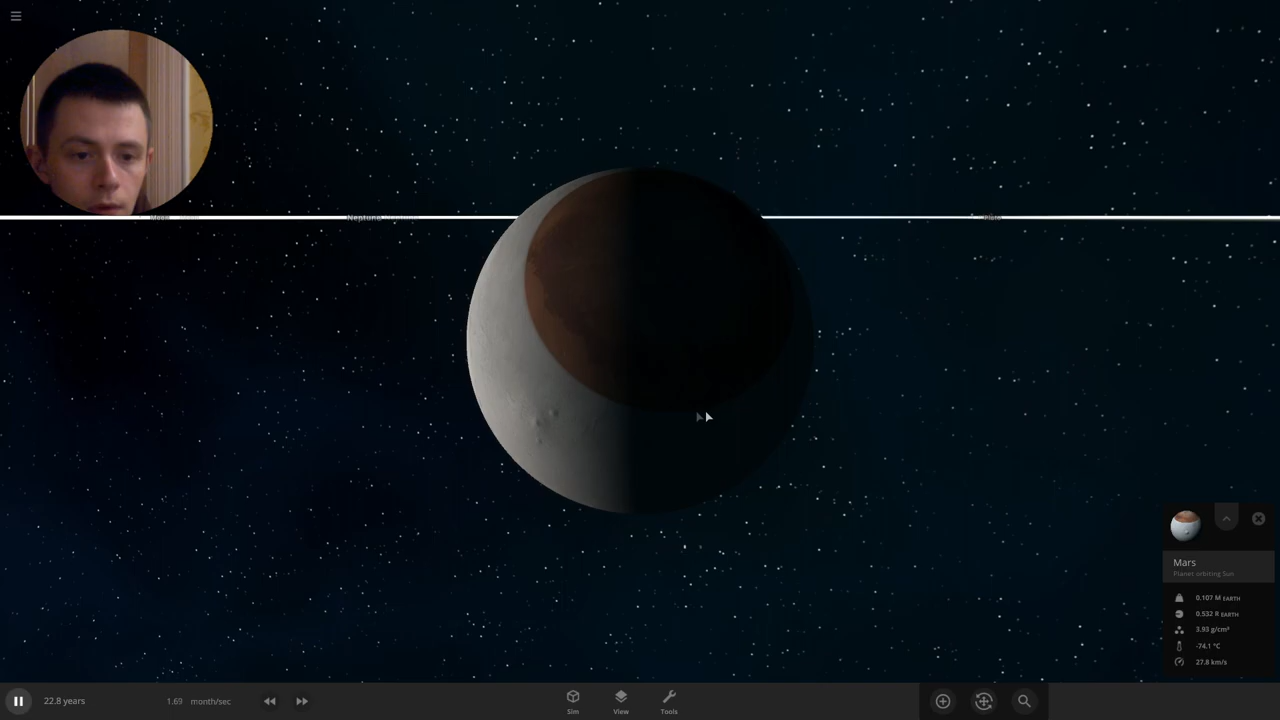 Neptune
Mars
Planet orbiting Sun
0.107 M EARTH
0.532 R EARTH
3.93 g/cm³
-74.1 °C
27.8 km/s
22.8 years
1.69 month/sec
Sim
View
Tools